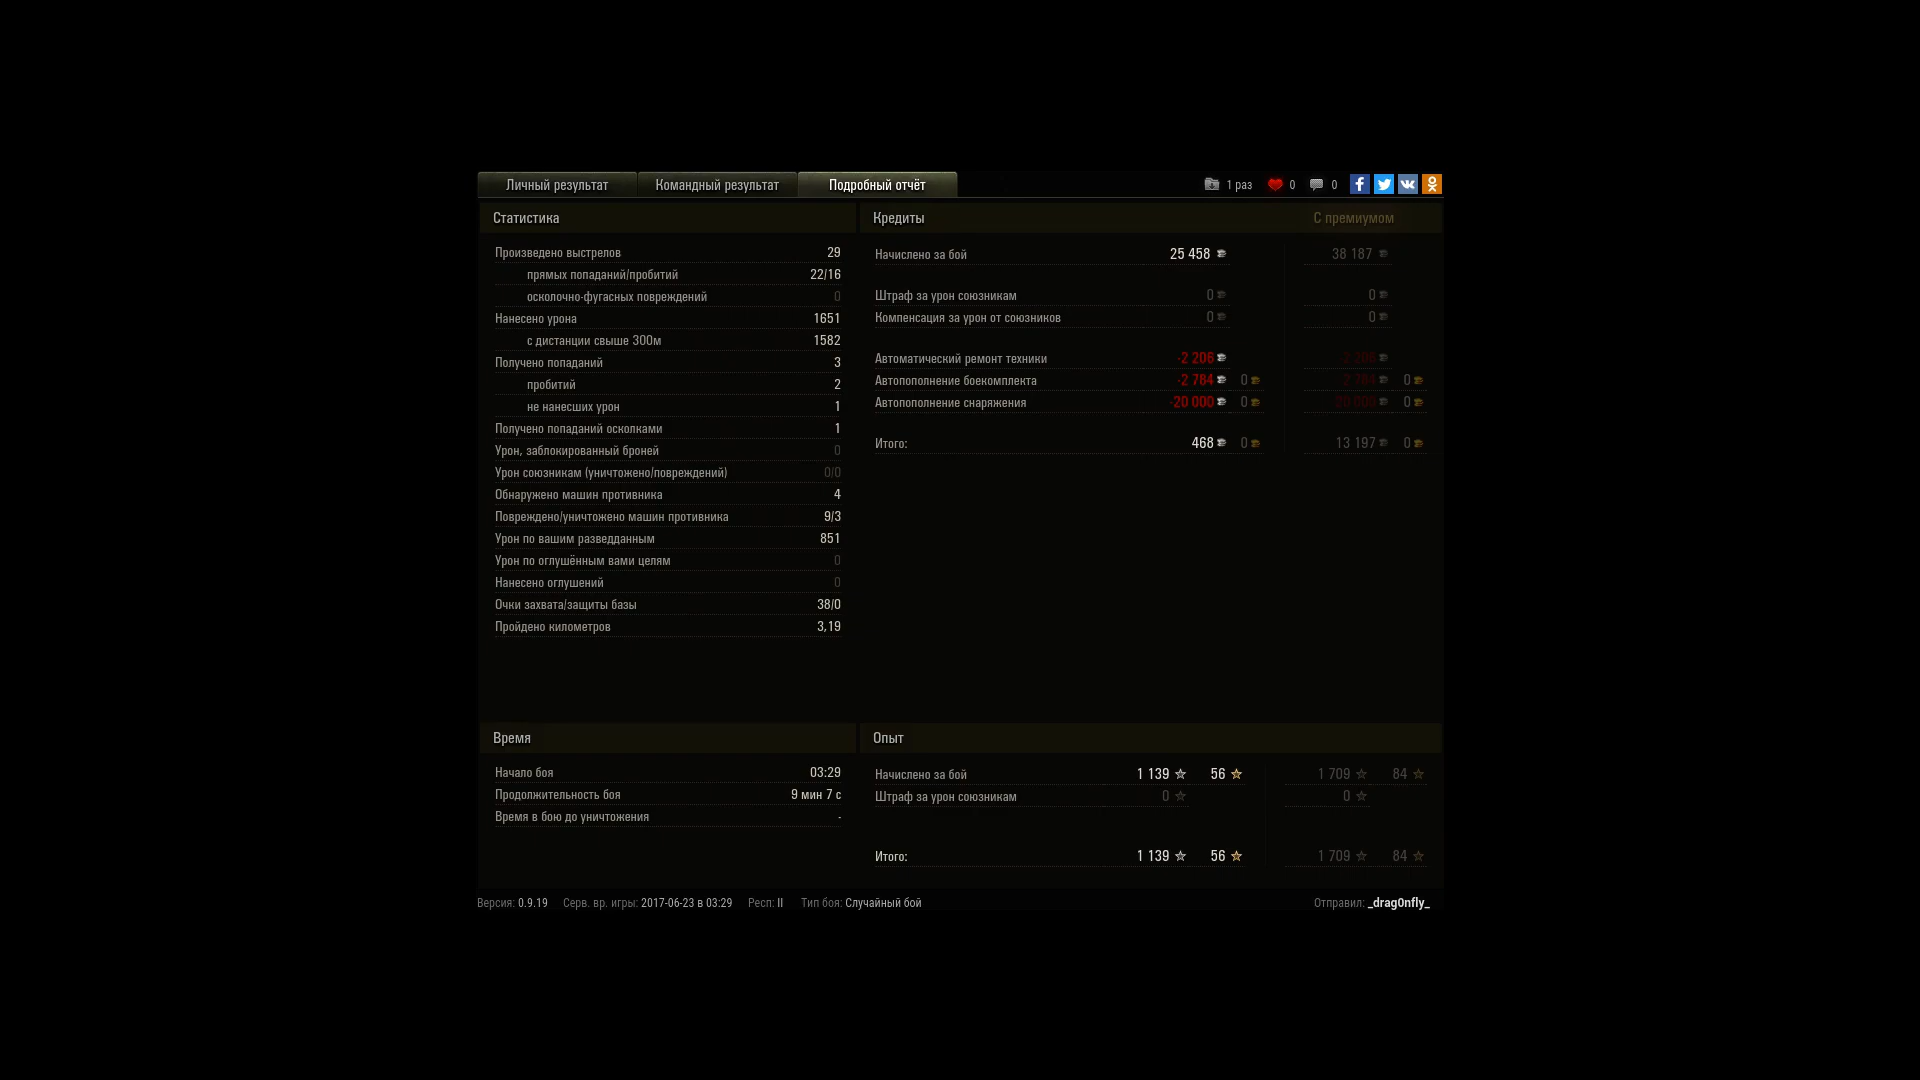 Личный результат Командный результат Подробный отчёт 1 раз 0 0
Статистика
Произведено выстрелов 29
прямых попаданий/пробитий 22/16
осколочно-фугасных повреждений 0
Нанесено урона 1651
с дистанции свыше 300м 1582
Получено попаданий 3
пробитий 2
не нанесших урон 1
Получено попаданий осколками 1
Урон, заблокированный броней 0
Урон союзникам (уничтожено/повреждений) 0/0
Обнаружено машин противника 4
Повреждено/уничтожено машин противника 9/3
Урон по вашим разведданным 851
Урон по оглушённым вами целям 0
Нанесено оглушений 0
Очки захвата/защиты базы 38/0
Пройдено километров 3,19
Кредиты С премиумом
Начислено за бой 25 458 38 187
Штраф за урон союзникам 0 0
Компенсация за урон от союзников 0 0
Автоматический ремонт техники -2 206 -2 206
Автопополнение боекомплекта -2 784 0 -2 784 0
Автопополнение снаряжения -20 000 0 -20 000 0
Итого: 468 0 13 197 0
Время
Начало боя 03:29
Продолжительность боя 9 мин 7 с
Время в бою до уничтожения -
Опыт
Начислено за бой 1 139 56 1 709 84
Штраф за урон союзникам 0 0
Итого: 1 139 56 1 709 84
Версия: 0.9.19 Серв. вр. игры: 2017-06-23 в 03:29 Респ: II Тип боя: Случайный бой Отправил: _drag0nfly_